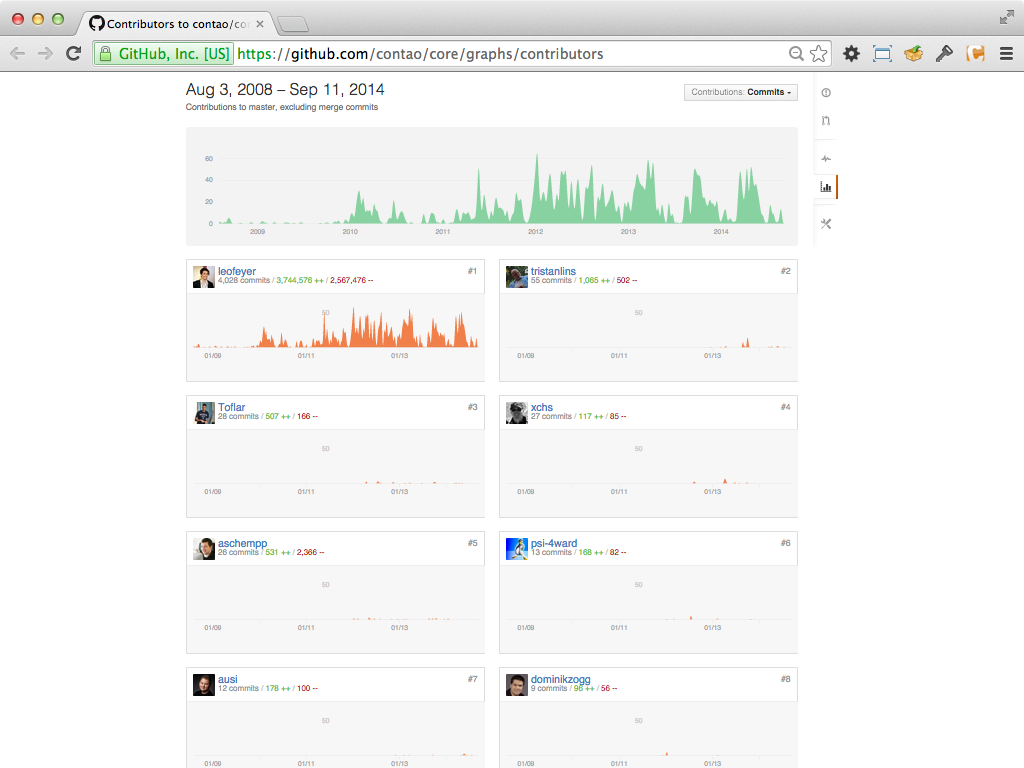 Contributors to contao/cor
GitHub, Inc. [US] https://github.com/contao/core/graphs/contributors
Aug 3, 2008 – Sep 11, 2014
Contributions: Commits
Contributions to master, excluding merge commits
60
40
20
0
2009 2010 2011 2012 2013 2014
leofeyer #1
4,028 commits / 3,744,576 ++ / 2,567,476 --
50
01/09 01/11 01/13
tristanlins #2
55 commits / 1,065 ++ / 502 --
50
01/09 01/11 01/13
Toflar #3
28 commits / 507 ++ / 166 --
50
01/09 01/11 01/13
xchs #4
27 commits / 117 ++ / 85 --
50
01/09 01/11 01/13
aschempp #5
26 commits / 531 ++ / 2,366 --
50
01/09 01/11 01/13
psi-4ward #6
13 commits / 168 ++ / 82 --
50
01/09 01/11 01/13
ausi #7
12 commits / 178 ++ / 100 --
50
01/09 01/11 01/13
dominikzogg #8
9 commits / 96 ++ / 56 --
50
01/09 01/11 01/13